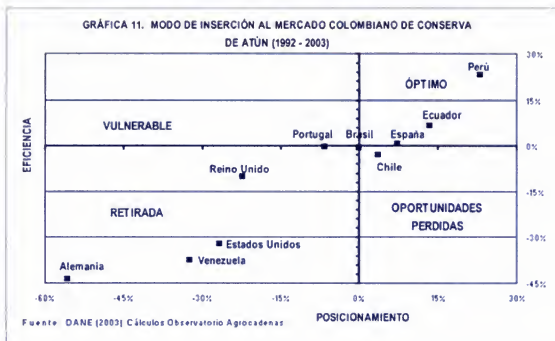 GRÁFICA 11. MODO DE INSERCIÓN AL MERCADO COLOMBIANO DE CONSERVA
DE ATÚN (1992 - 2003)
30%
Perú
ÓPTIMO
15%
Ecuador
VULNERABLE
Portugal Brasil España
EFICIENCIA
0%
Chile
Reino Unido
-15%
RETIRADA
OPORTUNIDADES
PERDIDAS
-30%
Estados Unidos
Venezuela
Alemania
-45%
-60% -45% -30% -15% 0% 15% 30%
POSICIONAMIENTO
Fuente: DANE (2003) Cálculos Observatorio Agrocadenas